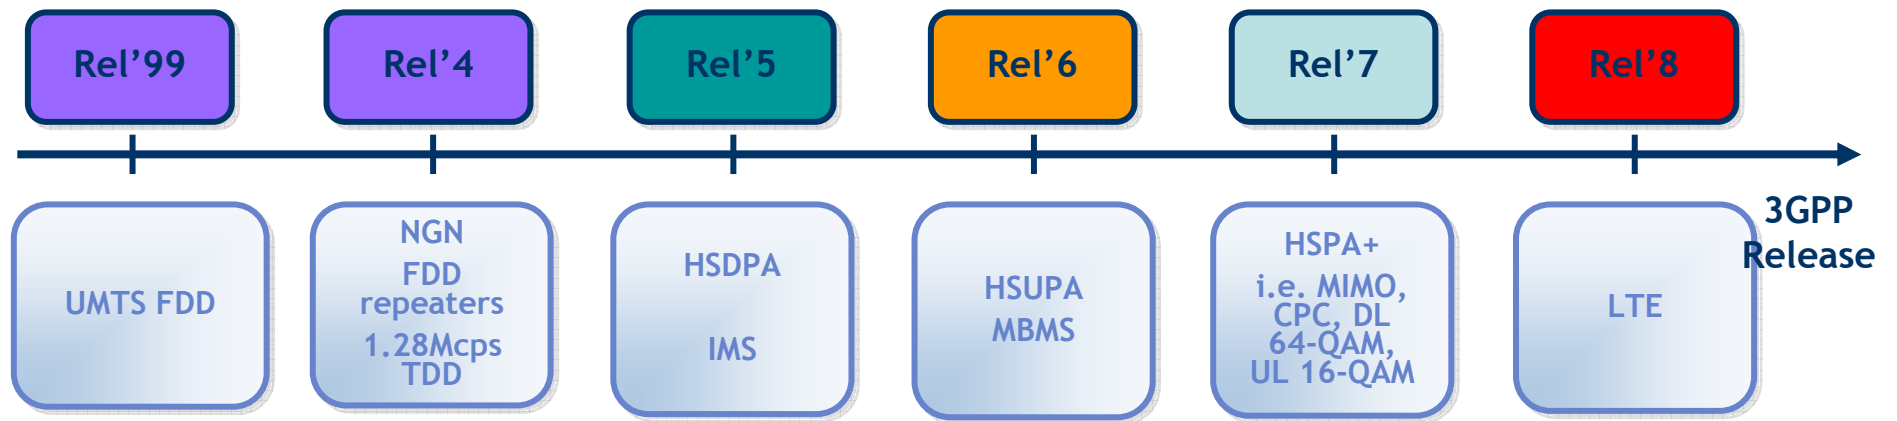 Rel’99
Rel’4
Rel’5
Rel’6
Rel’7
Rel’8
3GPP
Release
UMTS FDD
NGN
FDD
repeaters
1.28Mcps
TDD
HSDPA
IMS
HSUPA
MBMS
HSPA+
i.e. MIMO,
CPC, DL
64-QAM,
UL 16-QAM
LTE